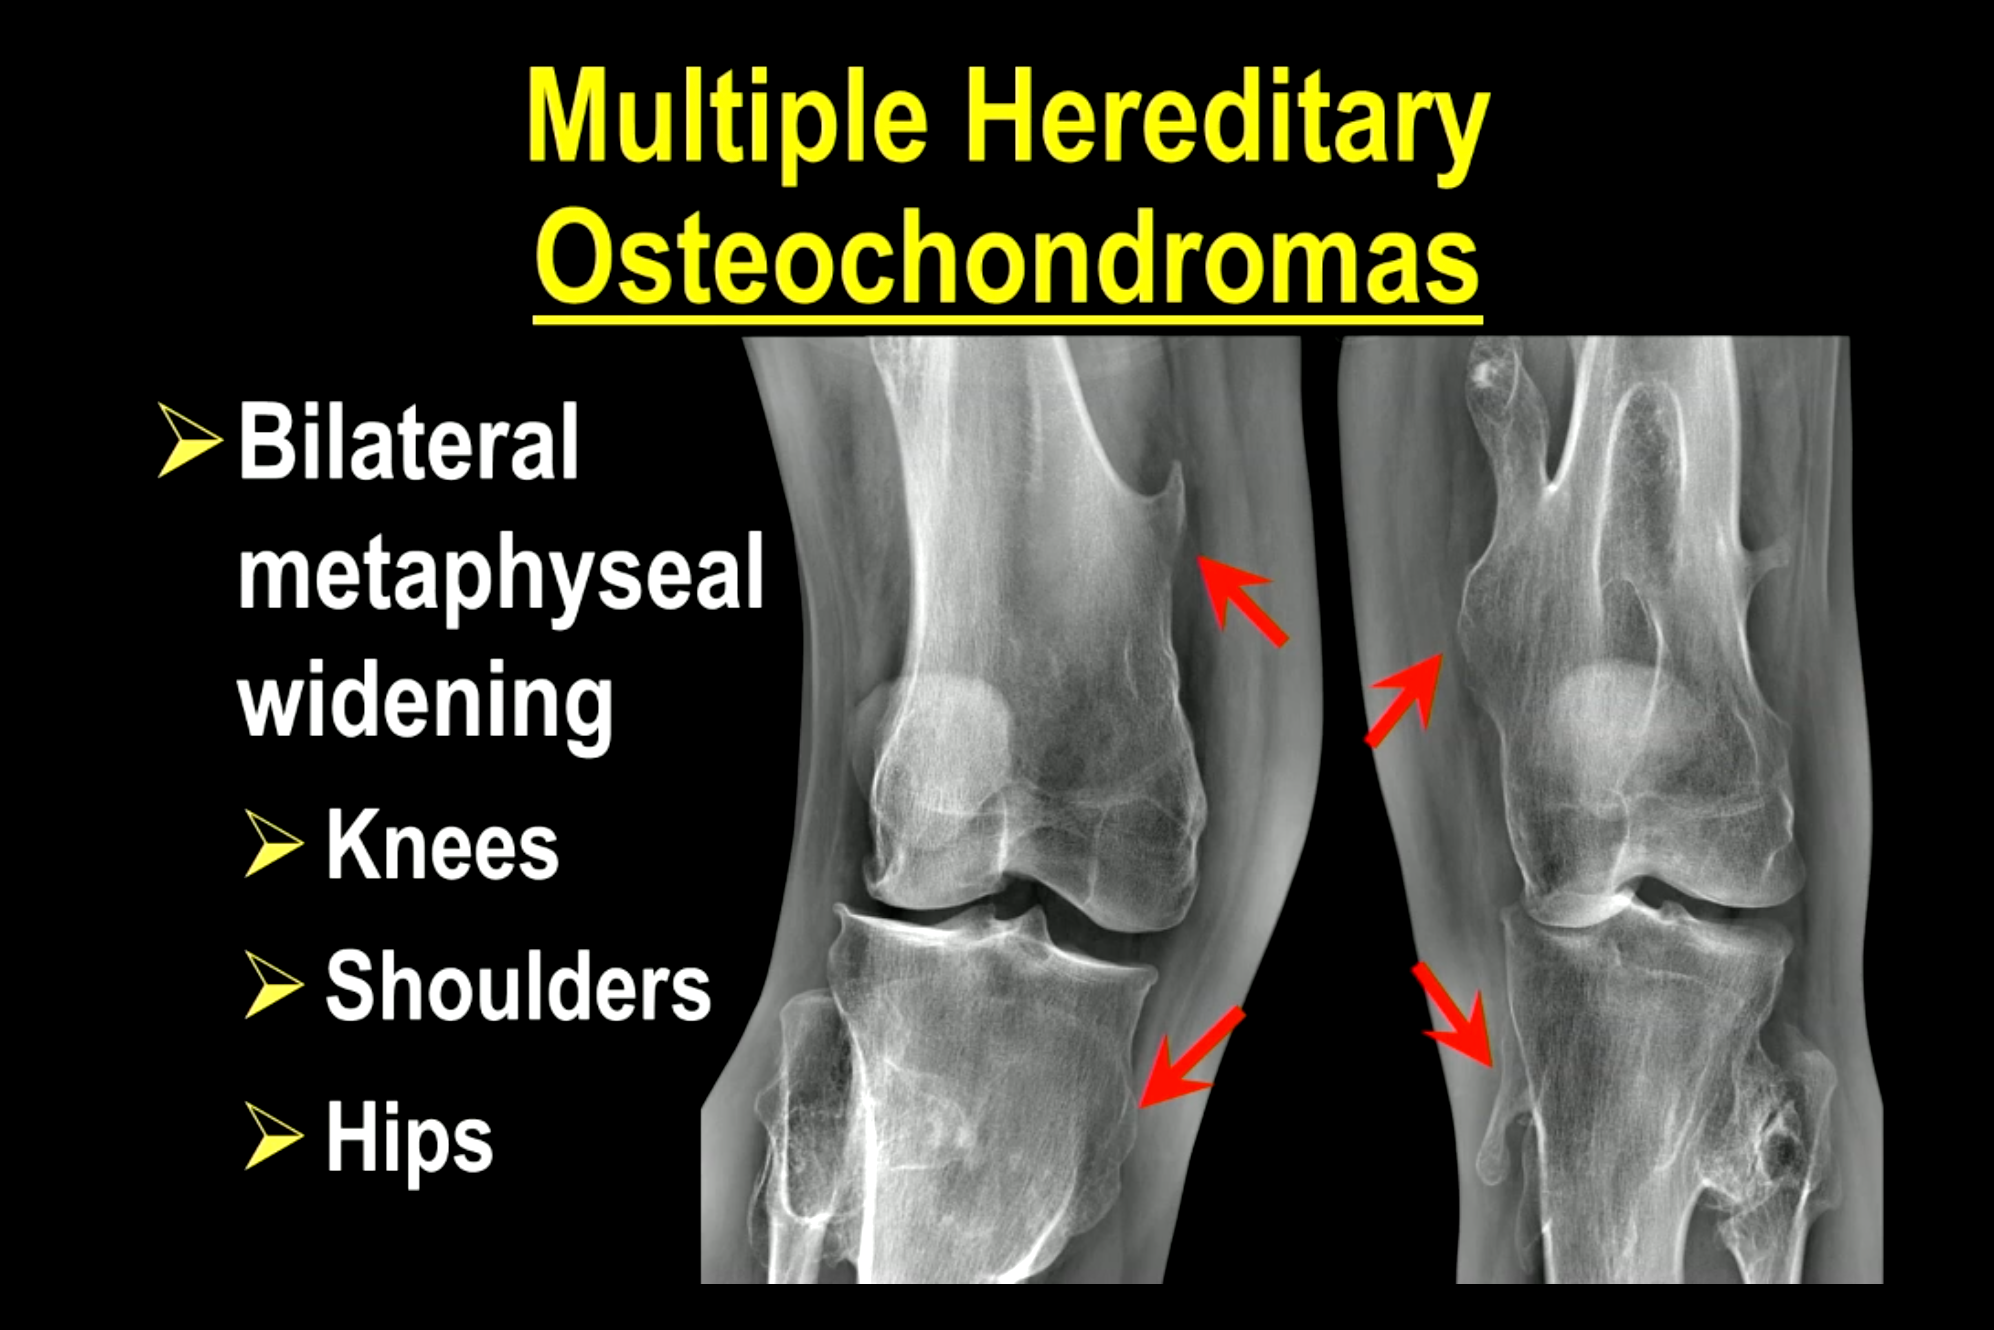 Multiple Hereditary
Osteochondromas
Bilateral
metaphyseal
widening
Knees
Shoulders
Hips